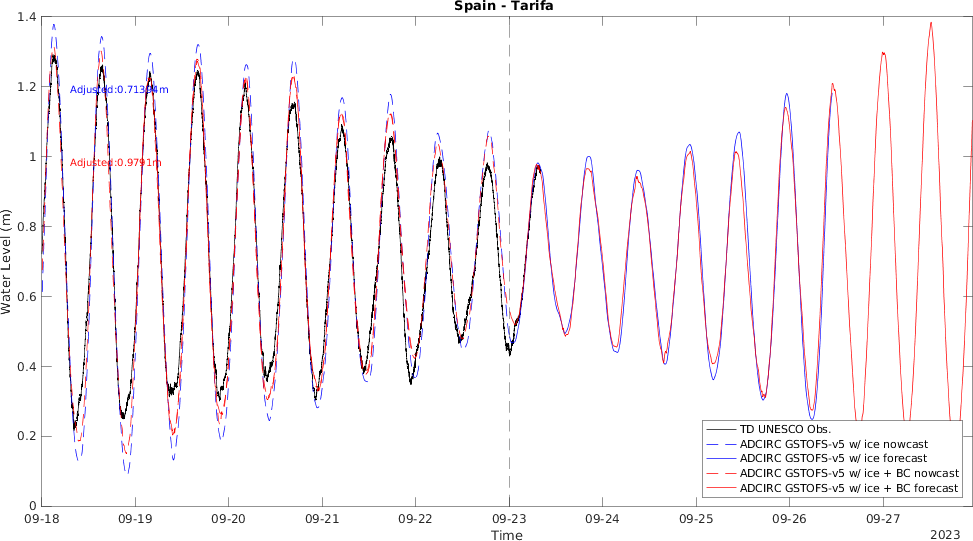 Spain - Tarifa
1.4
1.2
1
0.8
0.6
0.4
0.2
0
Water Level (m)
Adjusted:0.71394m
Adjusted:0.9791m
TD UNESCO Obs.
ADCIRC GSTOFS-v5 w/ ice nowcast
ADCIRC GSTOFS-v5 w/ ice forecast
ADCIRC GSTOFS-v5 w/ ice + BC nowcast
ADCIRC GSTOFS-v5 w/ ice + BC forecast
09-18 09-19 09-20 09-21 09-22 09-23 09-24 09-25 09-26 09-27
Time
2023